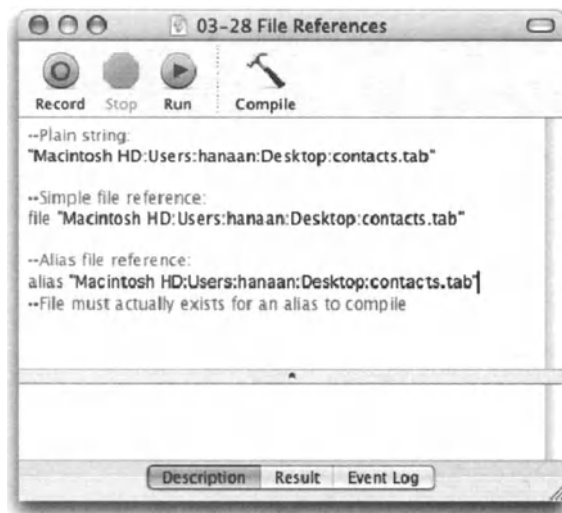 03-28 File References
Record Stop Run Compile
--Plain string:
"Macintosh HD:Users:hanaan:Desktop:contacts.tab"
--Simple file reference:
file "Macintosh HD:Users:hanaan:Desktop:contacts.tab"
--Alias file reference:
alias "Macintosh HD:Users:hanaan:Desktop:contacts.tab"
--File must actually exists for an alias to compile
Description Result Event Log